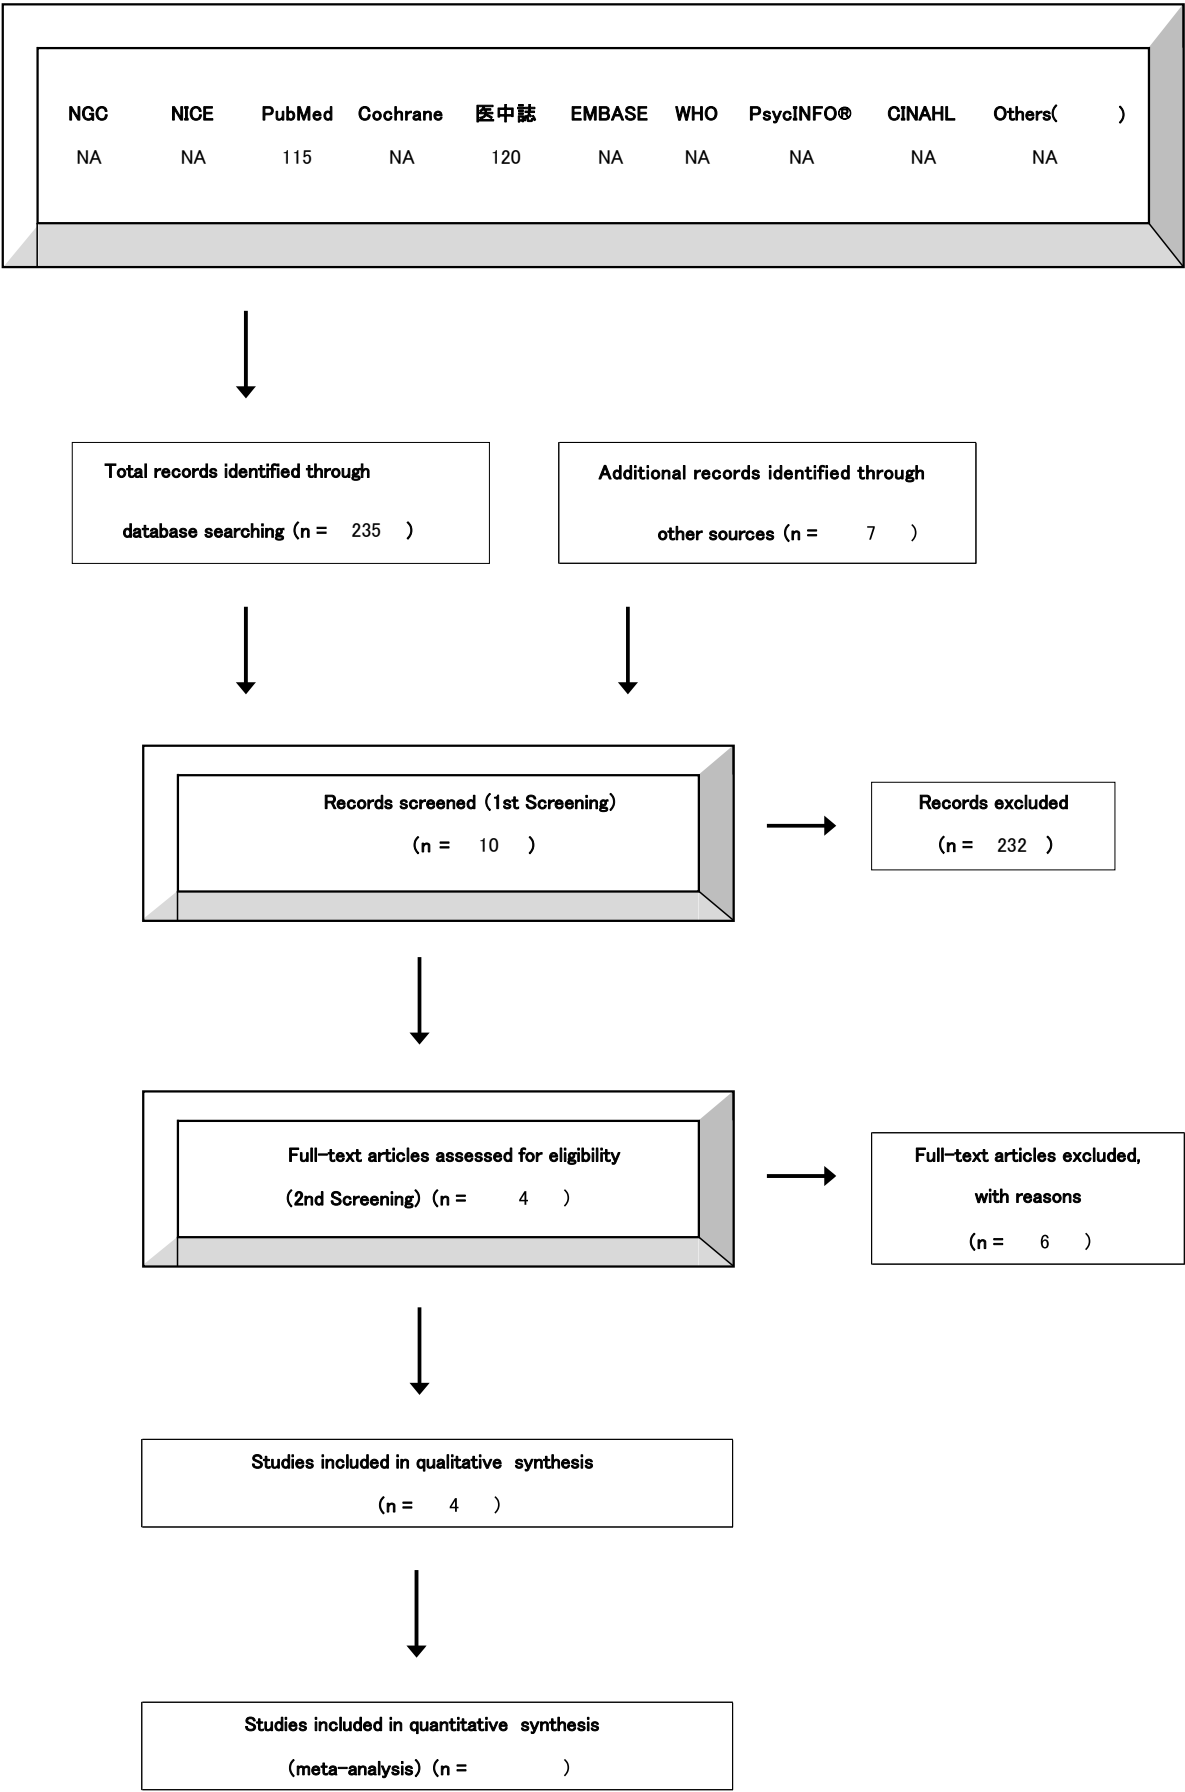 NGC NICE PubMed Cochrane 医中誌 EMBASE WHO PsycINFO® CINAHL Others( )
NA NA 115 NA 120 NA NA NA NA NA
Total records identified through
database searching (n = 235 )
Additional records identified through
other sources (n = 7 )
Records screened (1st Screening)
(n = 10 )
Records excluded
(n = 232 )
Full-text articles assessed for eligibility
(2nd Screening) (n = 4 )
Full-text articles excluded,
with reasons
(n = 6 )
Studies included in qualitative synthesis
(n = 4 )
Studies included in quantitative synthesis
(meta-analysis) (n = )